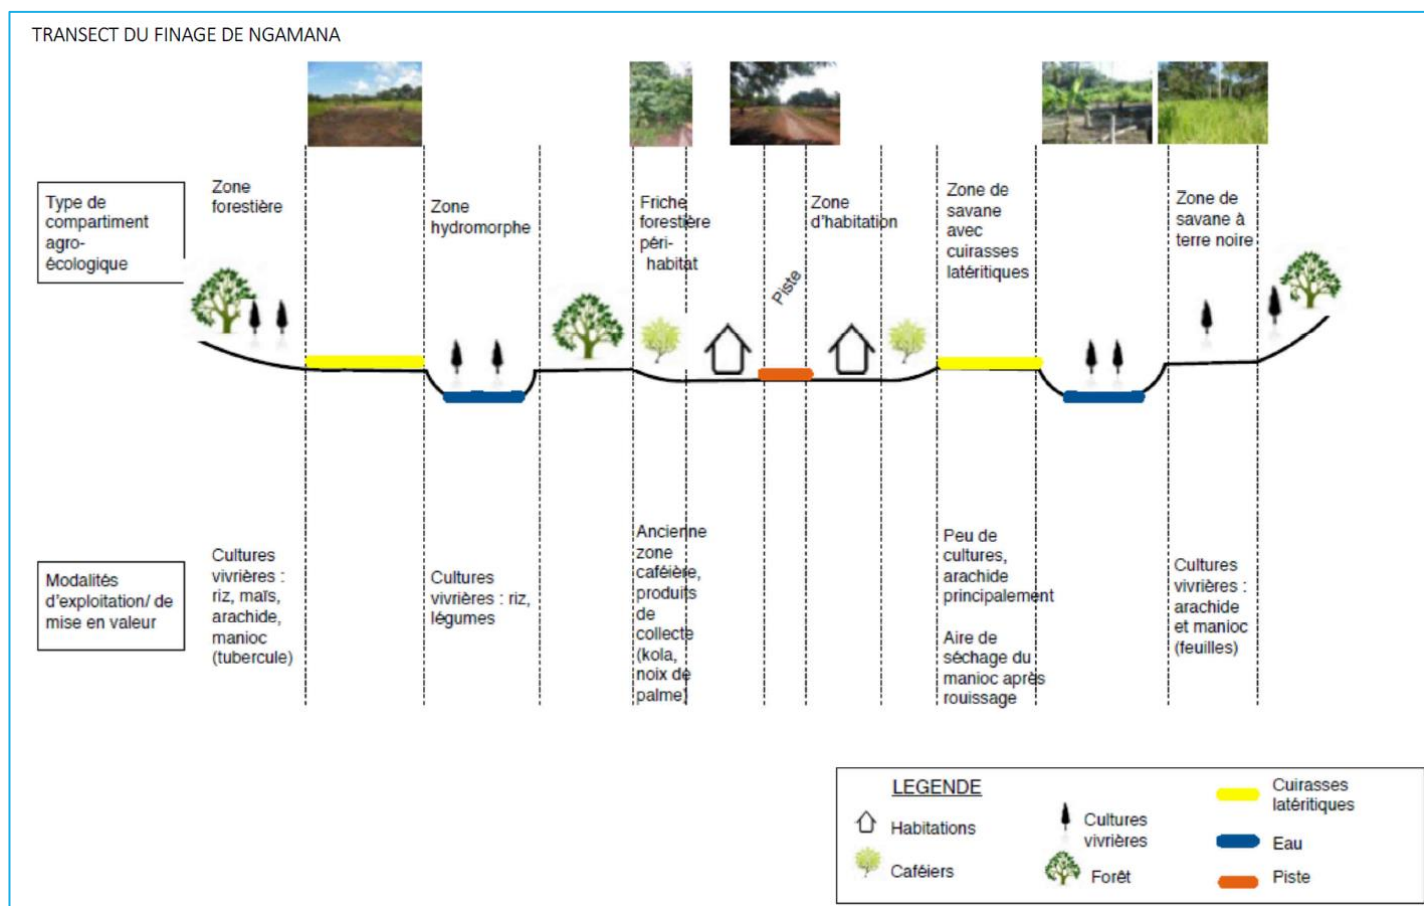 TRANSECT DU FINAGE DE NGAMANA
Type de
compartiment
agro-
écologique
Zone
forestière
Zone
hydromorphe
Friche
forestière
péri-
habitat
Piste
Zone
d'habitation
Zone de
savane
avec
cuirasses
latéritiques
Zone de
savane à
terre noire
Modalités
d'exploitation/ de
mise en valeur
Cultures
vivrières :
riz, maïs,
arachide,
manioc
(tubercule)
Cultures
vivrières : riz,
légumes
Ancienne
zone
caféière,
produits
de
collecte
(kola,
noix de
palme)
Peu de
cultures,
arachide
principalement
Aire de
séchage du
manioc après
rouissage
Cultures
vivrières :
arachide
et manioc
(feuilles)
LEGENDE
Habitations
Caféiers
Cultures
vivrières
Forêt
Cuirasses
latéritiques
Eau
Piste